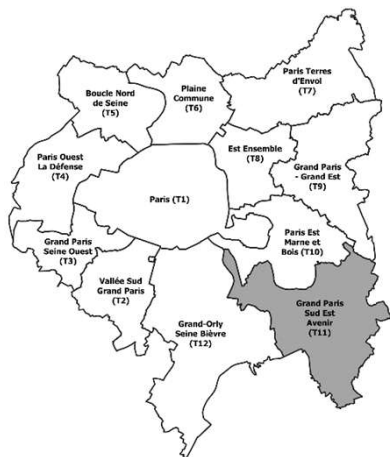 Paris Terres
d'Envol
(T7)
Boucle Nord
de Seine
(T5)
Plaine
Commune
(T6)
Paris Ouest
La Défense
(T4)
Est Ensemble
(T8)
Grand Paris
- Grand Est
(T9)
Paris (T1)
Grand Paris
Seine Ouest
(T3)
Paris Est
Marne et
Bois (T10)
Vallée Sud
Grand Paris
(T2)
Grand Paris
Sud Est
Avenir
(T11)
Grand-Orly
Seine Bièvre
(T12)